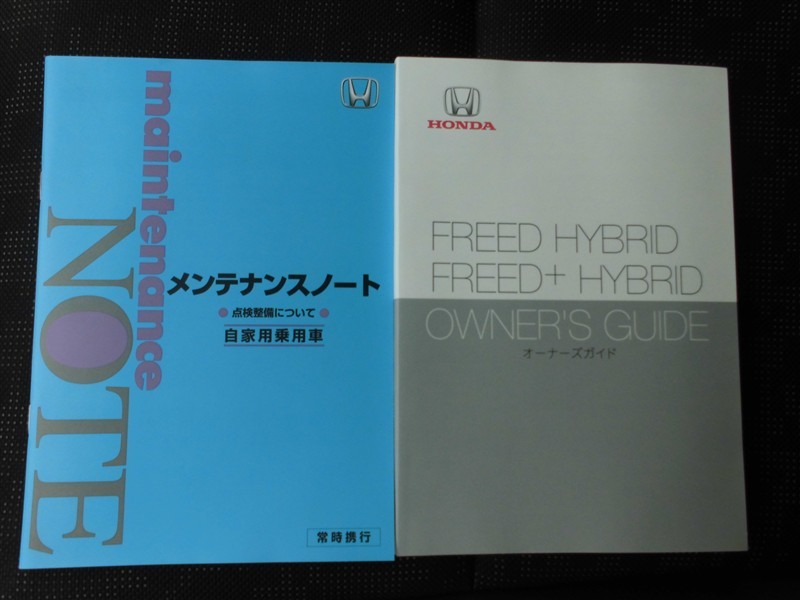 maintenance
NOTE
メンテナンスノート
点検整備について
自家用乗用車
常時携行
HONDA
FREED HYBRID
FREED+ HYBRID
OWNER'S GUIDE
オーナーズガイド